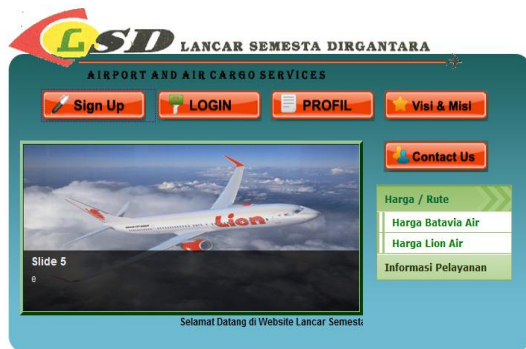 LSD LANCAR SEMESTA DIRGANTARA
AIRPORT AND AIR CARGO SERVICES
Sign Up
LOGIN
PROFIL
Visi & Misi
Contact Us
Lion
Harga / Rute
Harga Batavia Air
Harga Lion Air
Informasi Pelayanan
Slide 5
e
Selamat Datang di Website Lancar Semesta